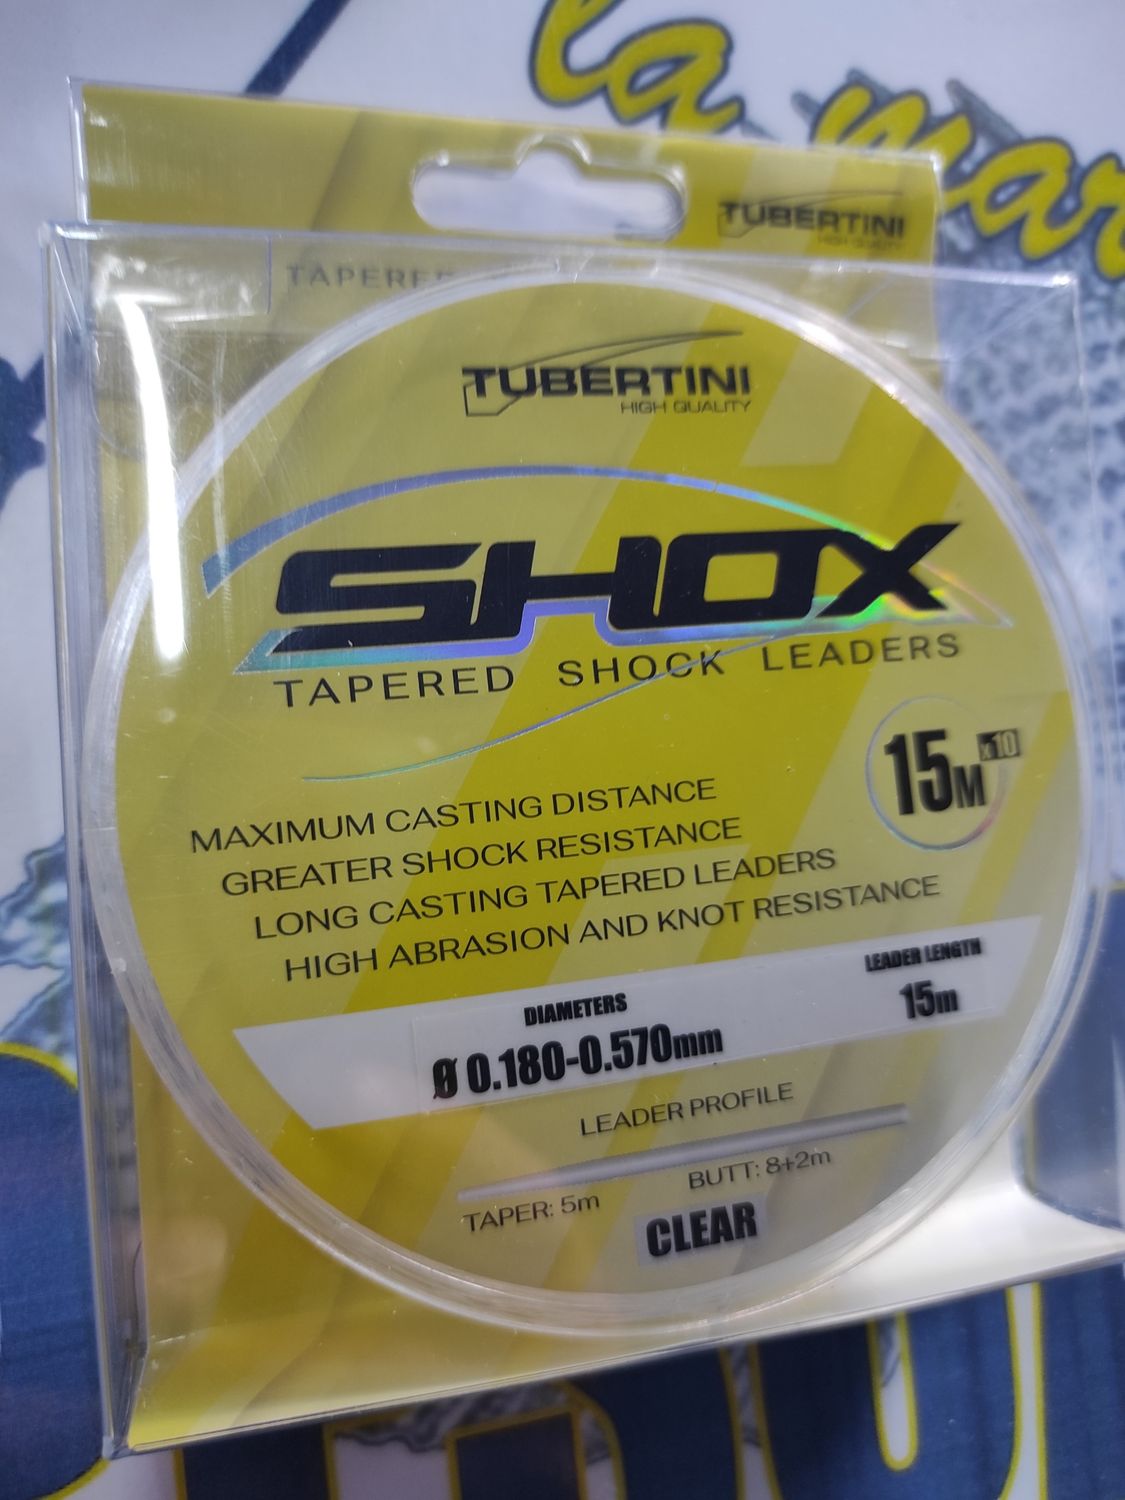 la mar
TUBERTINI
HIGH QUALITY
TAPERED
TUBERTINI
HIGH QUALITY
SHOX
TAPERED SHOCK LEADERS
15M x10
MAXIMUM CASTING DISTANCE
GREATER SHOCK RESISTANCE
LONG CASTING TAPERED LEADERS
HIGH ABRASION AND KNOT RESISTANCE
DIAMETERS
Ø 0.180-0.570mm
LEADER LENGTH
15m
LEADER PROFILE
TAPER: 5m
BUTT: 8+2m
CLEAR